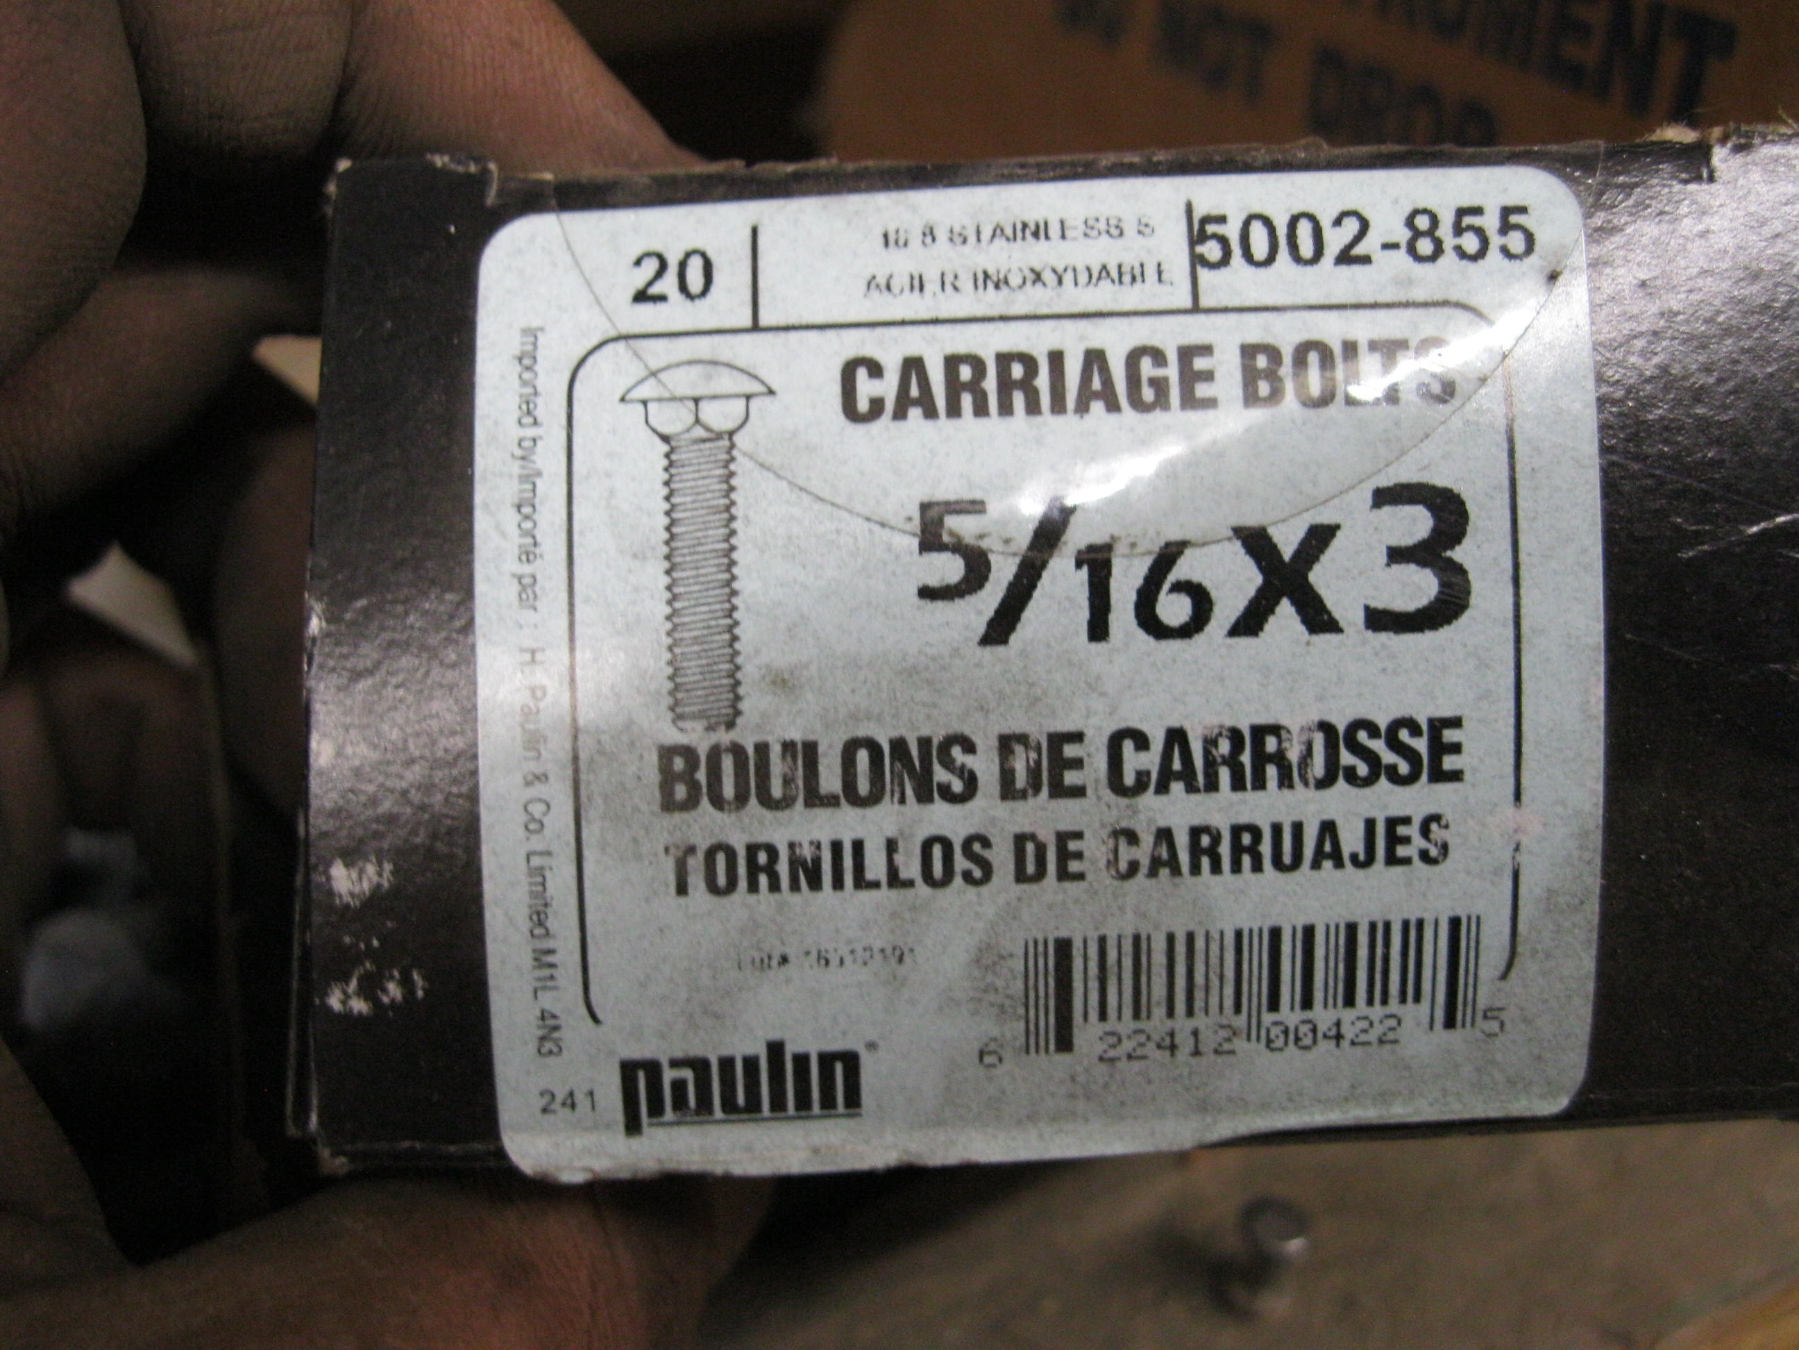 NOT DROP
20
18 8 STAINLESS S
ACIER INOXYDABLE
5002-855
CARRIAGE BOLTS
5/16X3
BOULONS DE CARROSSE
TORNILLOS DE CARRUAJES
6 22412 00422 5
paulin®
241
Imported by/Importé par : H. Paulin & Co. Limited M1L 4N3